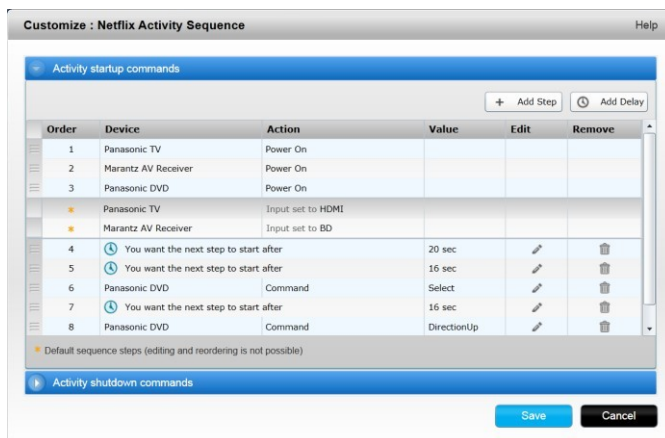 Customize : Netflix Activity Sequence Help
Activity startup commands
+ Add Step Add Delay
Order Device Action Value Edit Remove
1 Panasonic TV Power On
2 Marantz AV Receiver Power On
3 Panasonic DVD Power On
* Panasonic TV Input set to HDMI
* Marantz AV Receiver Input set to BD
4 You want the next step to start after 20 sec
5 You want the next step to start after 16 sec
6 Panasonic DVD Command Select
7 You want the next step to start after 16 sec
8 Panasonic DVD Command DirectionUp
* Default sequence steps (editing and reordering is not possible)
Activity shutdown commands
Save Cancel